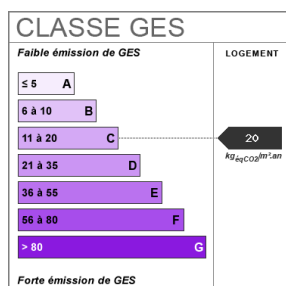 CLASSE GES
Faible émission de GES
LOGEMENT
≤ 5 A
6 à 10 B
11 à 20 C
20
kgéqCO2/m².an
21 à 35 D
36 à 55 E
56 à 80 F
> 80 G
Forte émission de GES